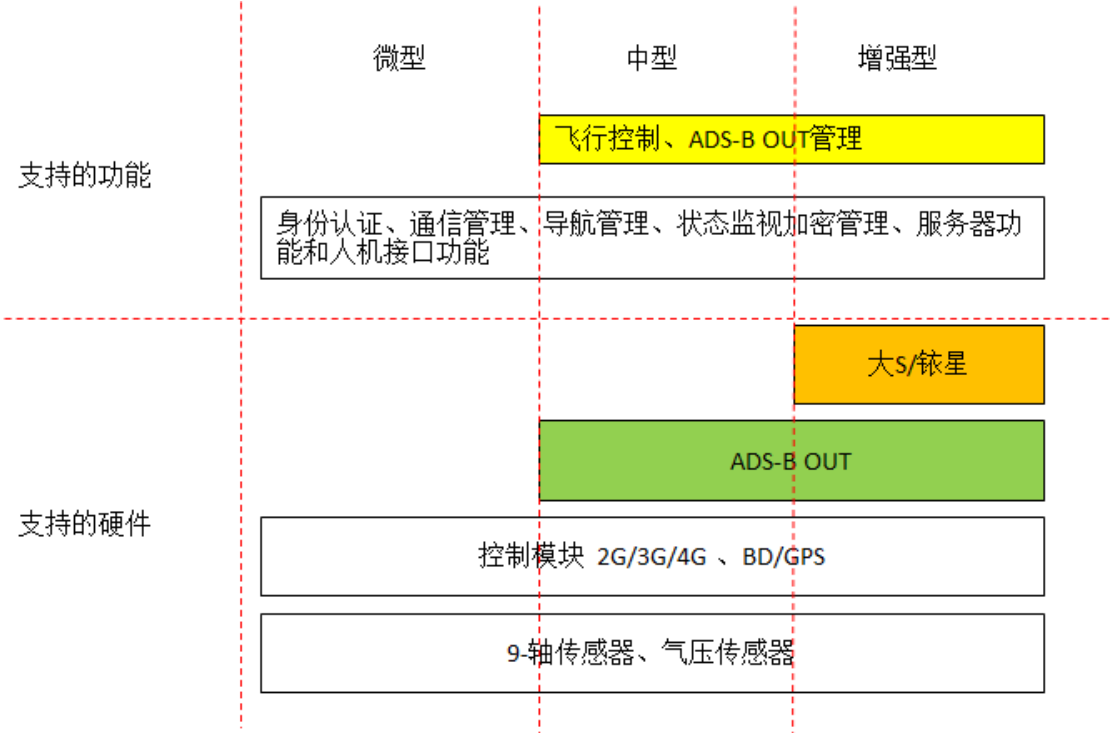 微型 中型 增强型
飞行控制、ADS-B OUT管理
支持的功能
身份认证、通信管理、导航管理、状态监视加密管理、服务器功
能和人机接口功能
大S/铱星
ADS-B OUT
支持的硬件
控制模块 2G/3G/4G 、BD/GPS
9-轴传感器、气压传感器